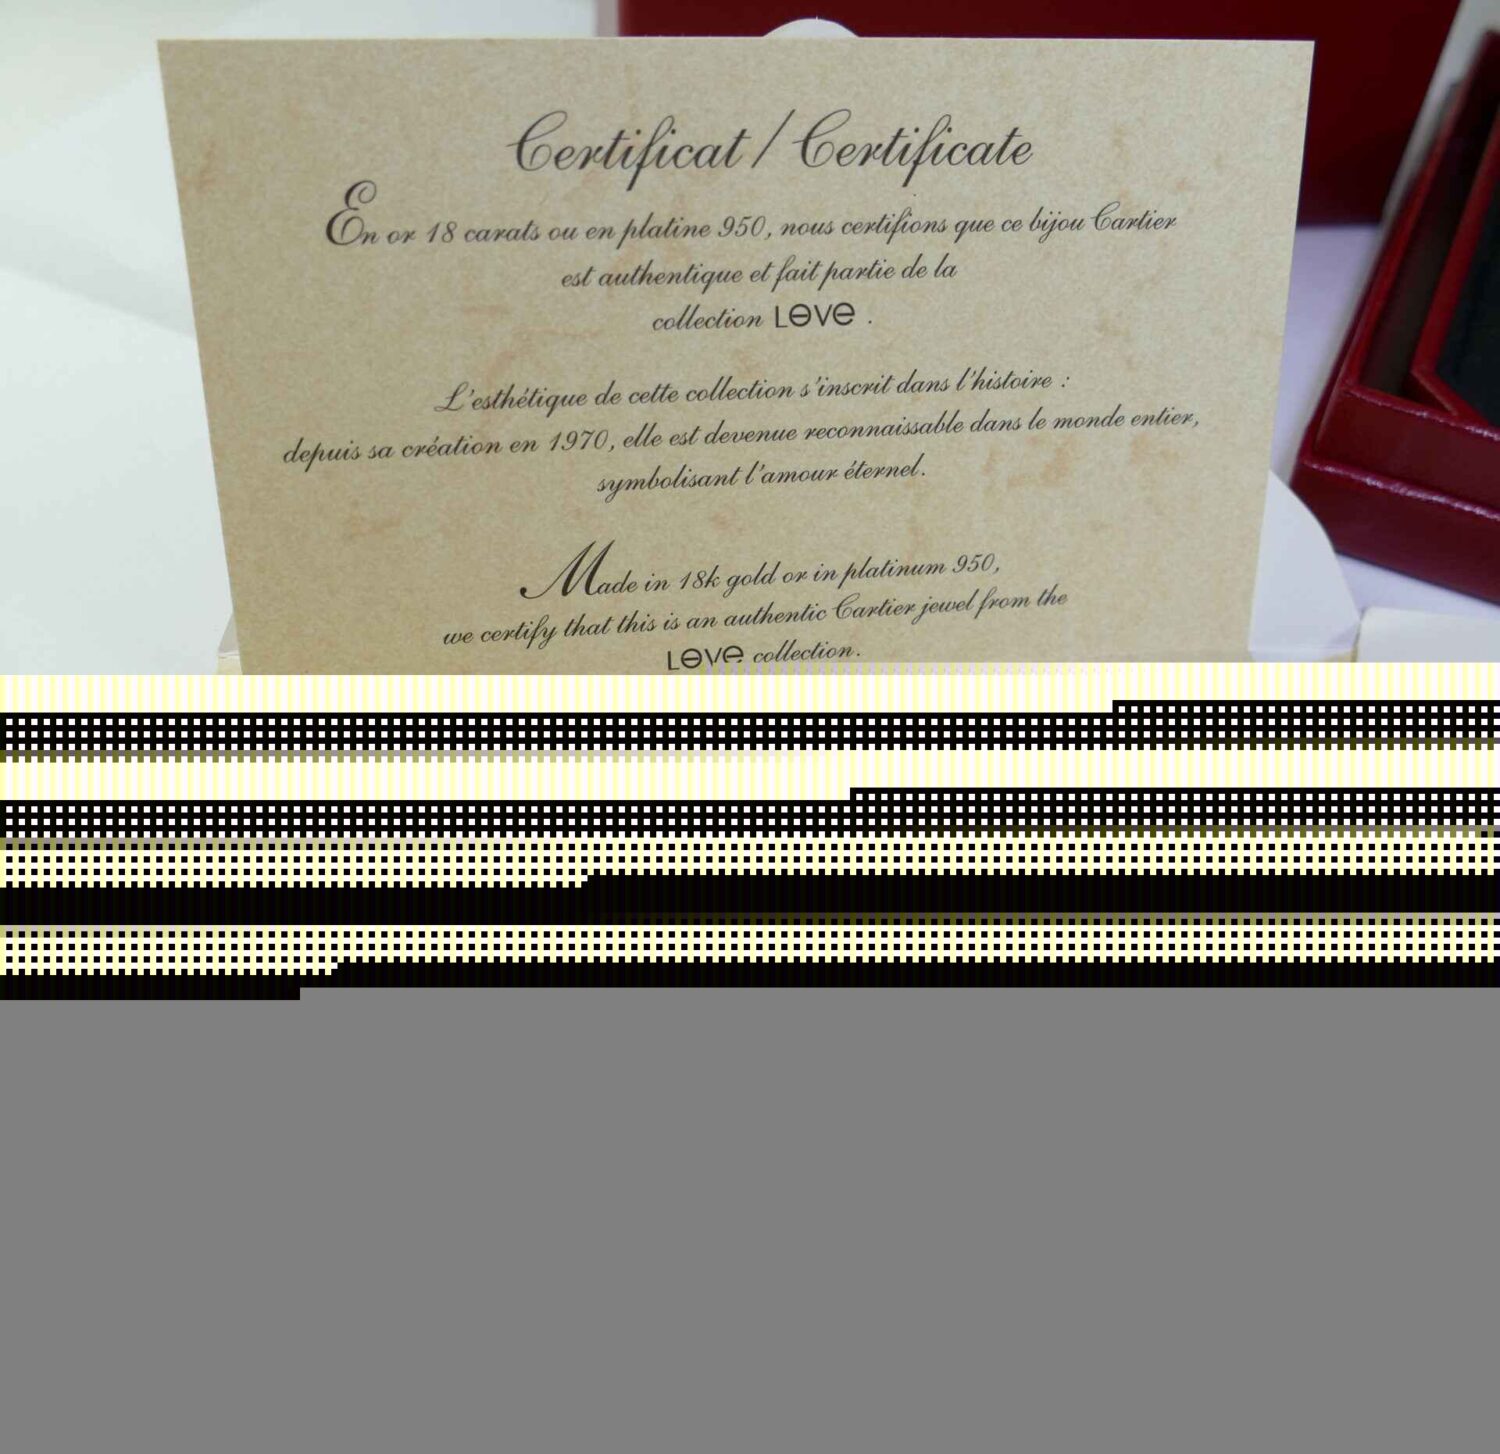 Certificat / Certificate
En or 18 carats ou en platine 950, nous certifions que ce bijou Cartier
est authentique et fait partie de la
collection LOVE .
L'esthétique de cette collection s'inscrit dans l'histoire :
depuis sa création en 1970, elle est devenue reconnaissable dans le monde entier,
symbolisant l'amour éternel.
Made in 18k gold or in platinum 950,
we certify that this is an authentic Cartier jewel from the
LOVE collection.